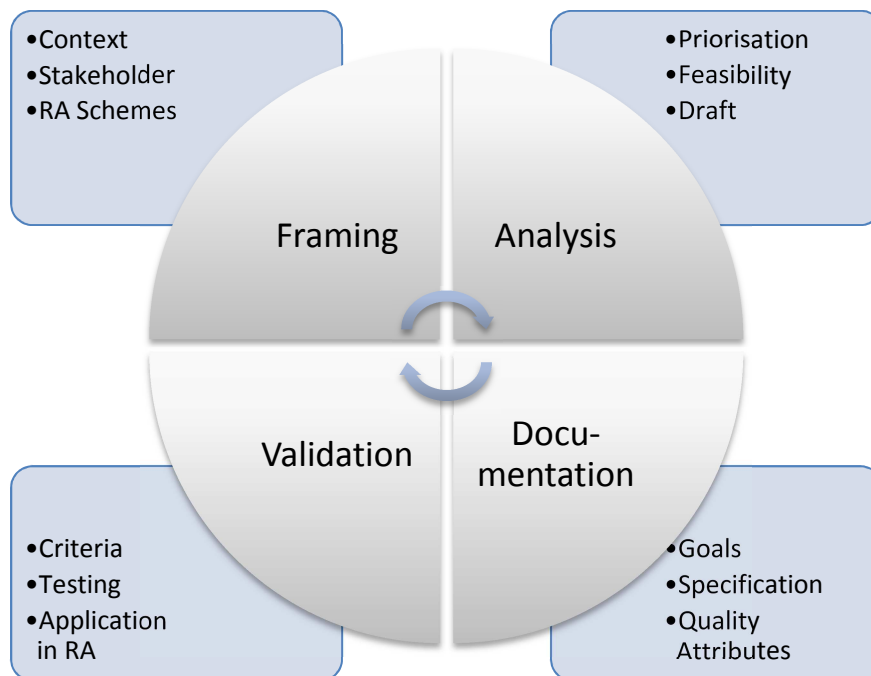 •Context
•Stakeholder
•RA Schemes
•Priorisation
•Feasibility
•Draft
Framing
Analysis
Validation
Docu-
mentation
•Criteria
•Testing
•Application
in RA
•Goals
•Specification
•Quality
Attributes